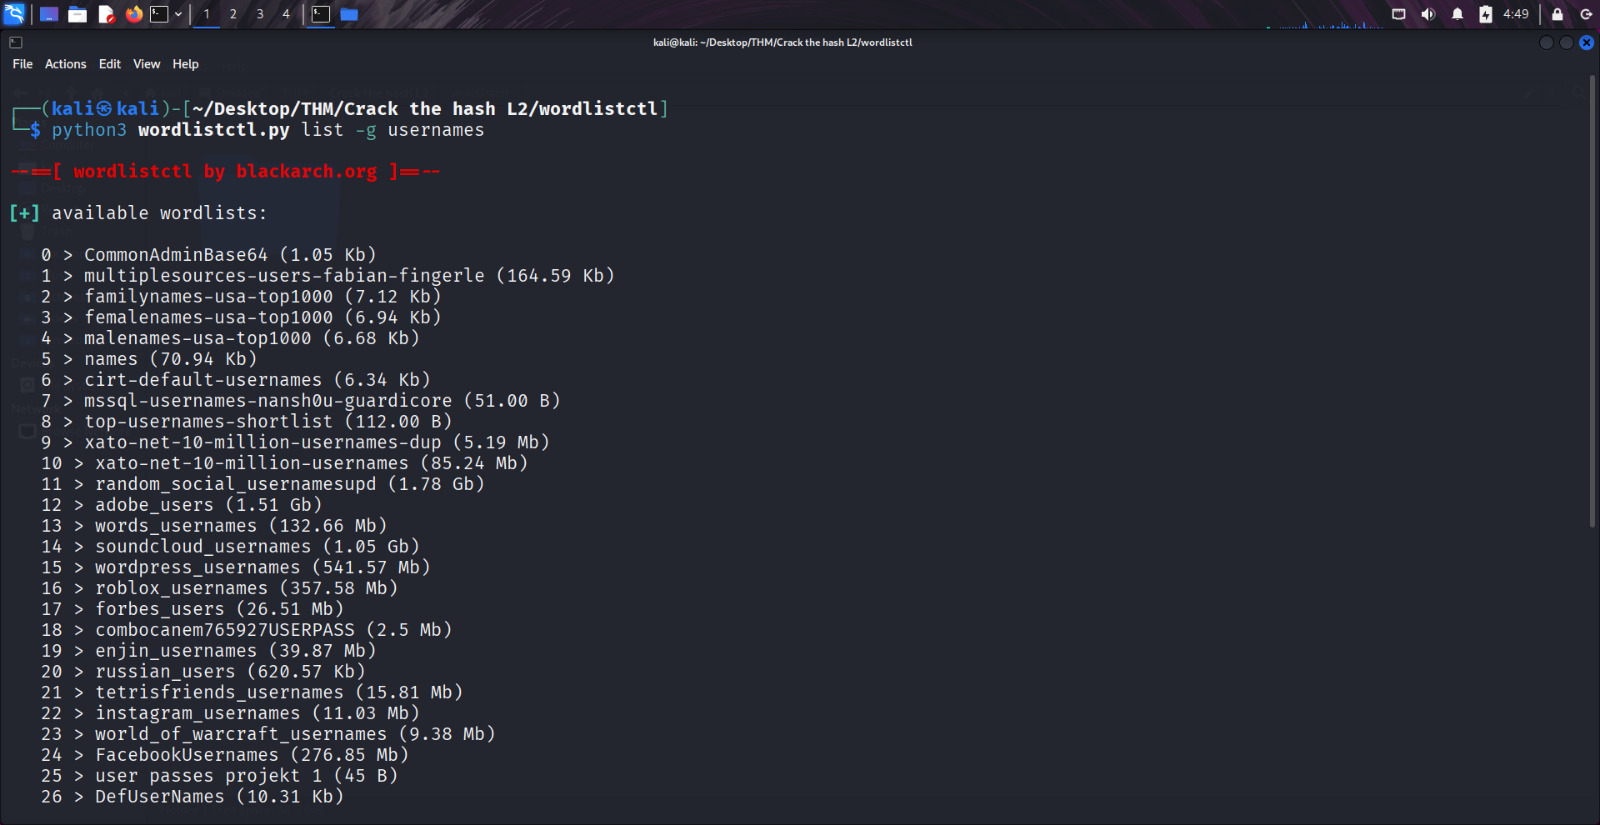 1 2 3 4 4:49
kali@kali: ~/Desktop/THM/Crack the hash L2/wordlistctl
File Actions Edit View Help
┌──(kali㉿kali)-[~/Desktop/THM/Crack the hash L2/wordlistctl]
└─$ python3 wordlistctl.py list -g usernames
--==[ wordlistctl by blackarch.org ]==--
[+] available wordlists:
0 > CommonAdminBase64 (1.05 Kb)
1 > multiplesources-users-fabian-fingerle (164.59 Kb)
2 > familynames-usa-top1000 (7.12 Kb)
3 > femalenames-usa-top1000 (6.94 Kb)
4 > malenames-usa-top1000 (6.68 Kb)
5 > names (70.94 Kb)
6 > cirt-default-usernames (6.34 Kb)
7 > mssql-usernames-nansh0u-guardicore (51.00 B)
8 > top-usernames-shortlist (112.00 B)
9 > xato-net-10-million-usernames-dup (5.19 Mb)
10 > xato-net-10-million-usernames (85.24 Mb)
11 > random_social_usernamesupd (1.78 Gb)
12 > adobe_users (1.51 Gb)
13 > words_usernames (132.66 Mb)
14 > soundcloud_usernames (1.05 Gb)
15 > wordpress_usernames (541.57 Mb)
16 > roblox_usernames (357.58 Mb)
17 > forbes_users (26.51 Mb)
18 > combocanem765927USERPASS (2.5 Mb)
19 > enjin_usernames (39.87 Mb)
20 > russian_users (620.57 Kb)
21 > tetrisfriends_usernames (15.81 Mb)
22 > instagram_usernames (11.03 Mb)
23 > world_of_warcraft_usernames (9.38 Mb)
24 > FacebookUsernames (276.85 Mb)
25 > user passes projekt 1 (45 B)
26 > DefUserNames (10.31 Kb)